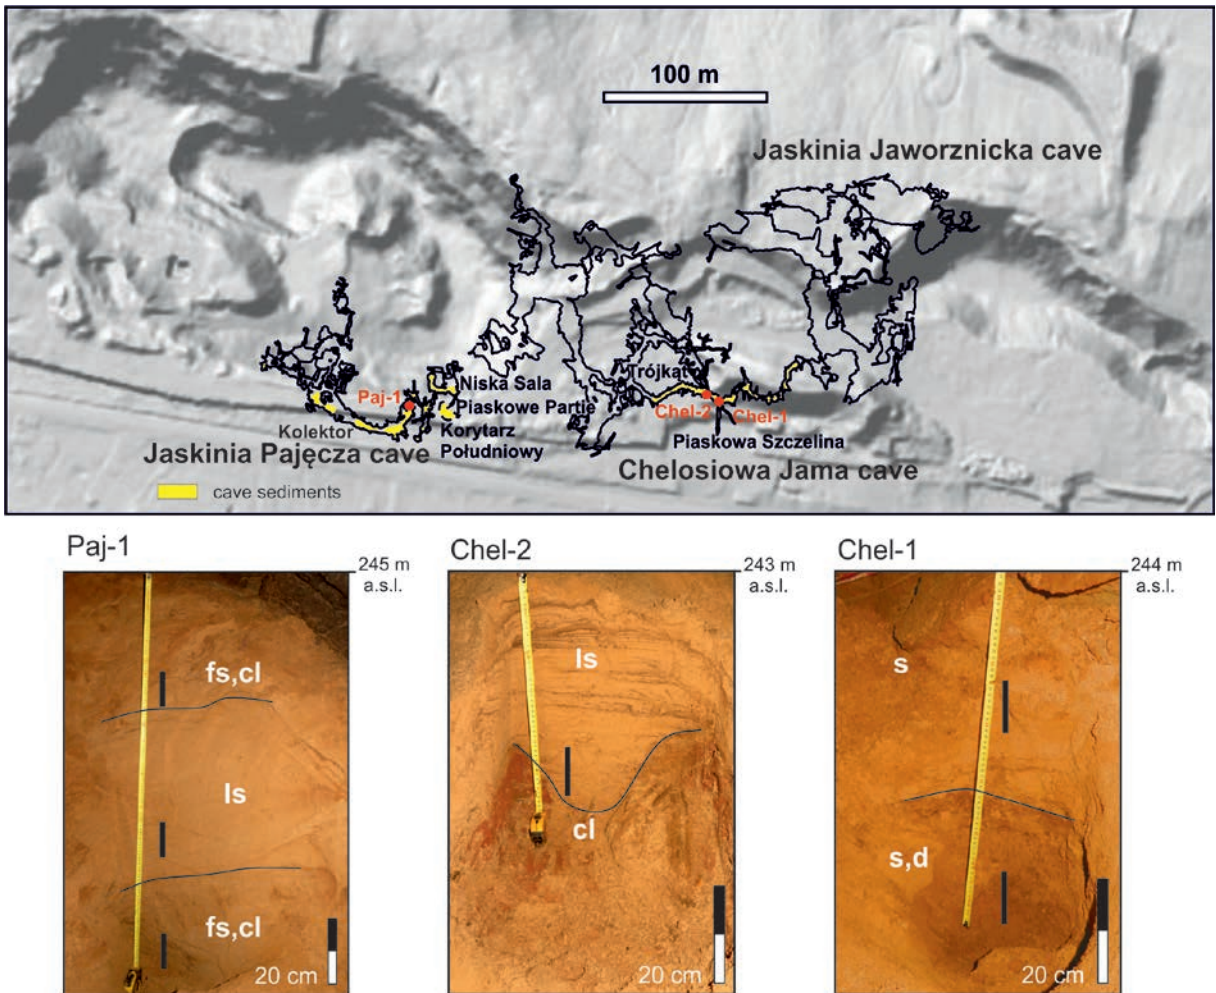 100 m
Jaskinia Jaworznicka cave
Trójkąt
Niska Sala
Paj-1
Piaskowe Partie
Chel-2
Chel-1
Kolektor
Korytarz
Południowy
Piaskowa Szczelina
Jaskinia Pajęcza cave
Chelosiowa Jama cave
cave sediments
Paj-1
245 m
a.s.l.
fs,cl
ls
fs,cl
20 cm
Chel-2
243 m
a.s.l.
ls
cl
20 cm
Chel-1
244 m
a.s.l.
s
s,d
20 cm